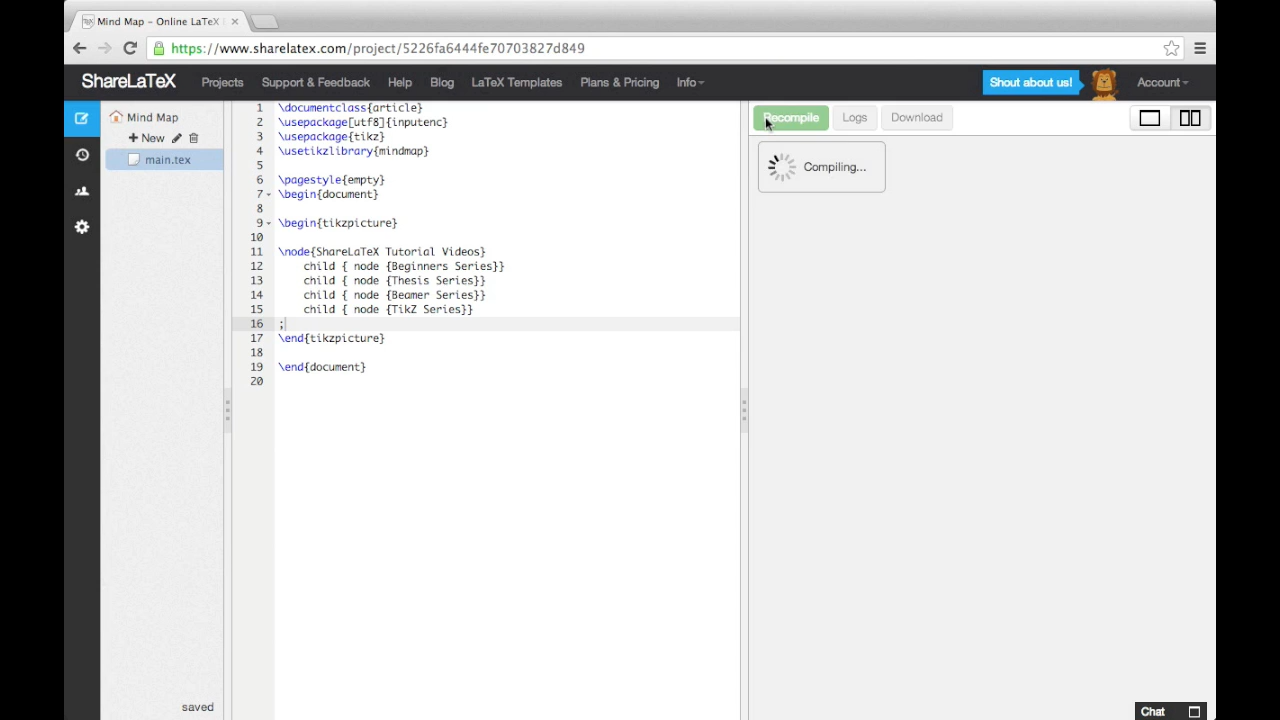 Mind Map – Online LaTeX
https://www.sharelatex.com/project/5226fa6444fe70703827d849
ShareLaTeX Projects Support & Feedback Help Blog LaTeX Templates Plans & Pricing Info Shout about us! Account
Mind Map
New
main.tex
saved
1 \documentclass{article}
2 \usepackage[utf8]{inputenc}
3 \usepackage{tikz}
4 \usetikzlibrary{mindmap}
5
6 \pagestyle{empty}
7 \begin{document}
8
9 \begin{tikzpicture}
10
11 \node{ShareLaTeX Tutorial Videos}
12 child { node {Beginners Series}}
13 child { node {Thesis Series}}
14 child { node {Beamer Series}}
15 child { node {TikZ Series}}
16 ;
17 \end{tikzpicture}
18
19 \end{document}
20
Recompile Logs Download
Compiling...
Chat